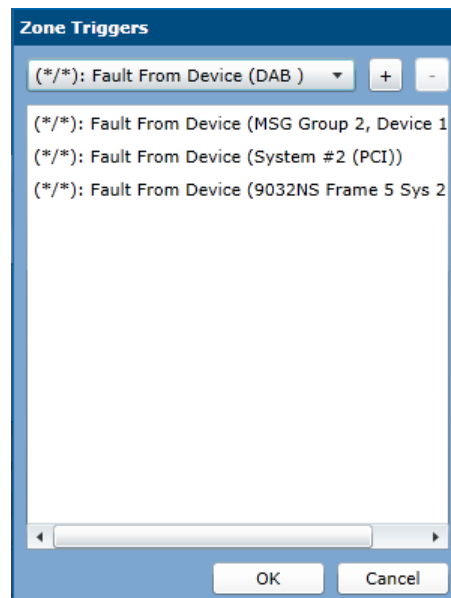 Zone Triggers
(*/*): Fault From Device (DAB ) + -
(*/*): Fault From Device (MSG Group 2, Device 1
(*/*): Fault From Device (System #2 (PCI))
(*/*): Fault From Device (9032NS Frame 5 Sys 2
OK Cancel